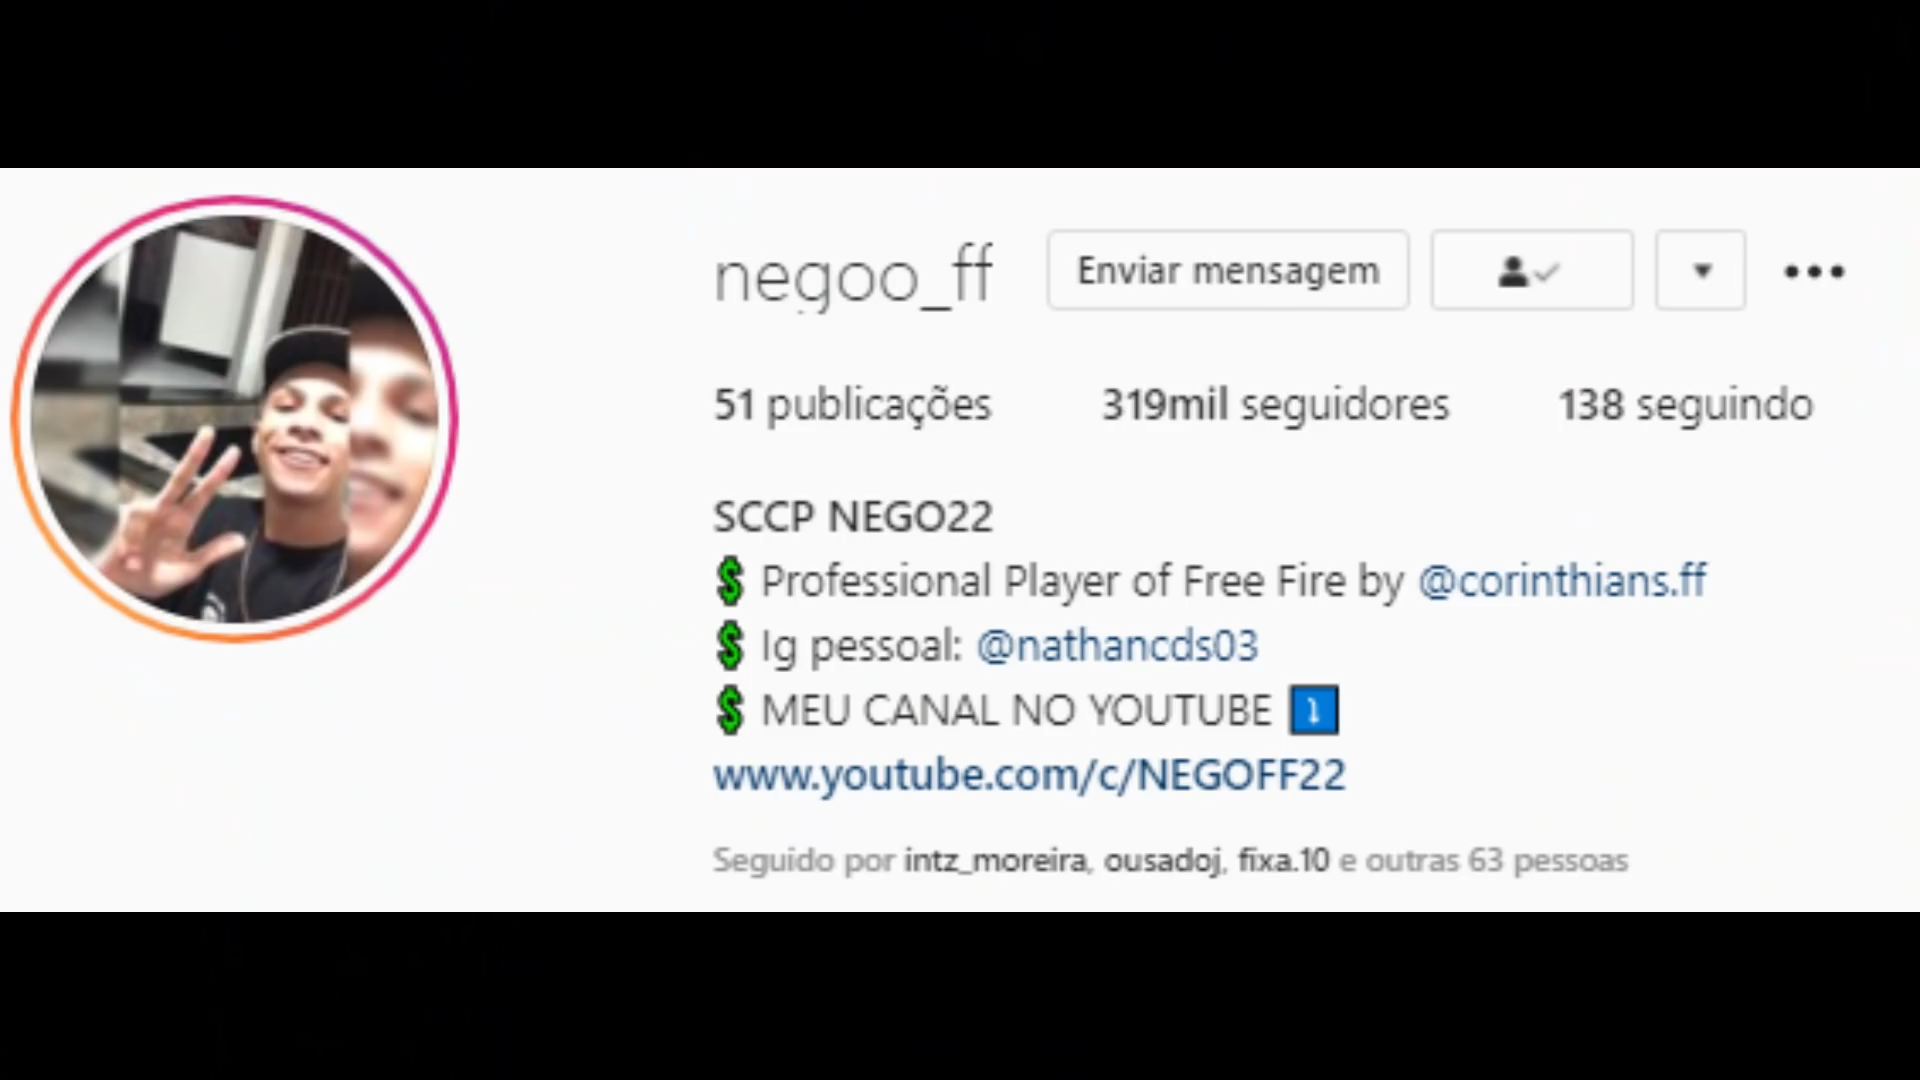 negoo_ff Enviar mensagem
51 publicações 319mil seguidores 138 seguindo
SCCP NEGO22
Professional Player of Free Fire by @corinthians.ff
Ig pessoal: @nathancds03
MEU CANAL NO YOUTUBE
www.youtube.com/c/NEGOFF22
Seguido por intz_moreira, ousadoj, fixa.10 e outras 63 pessoas